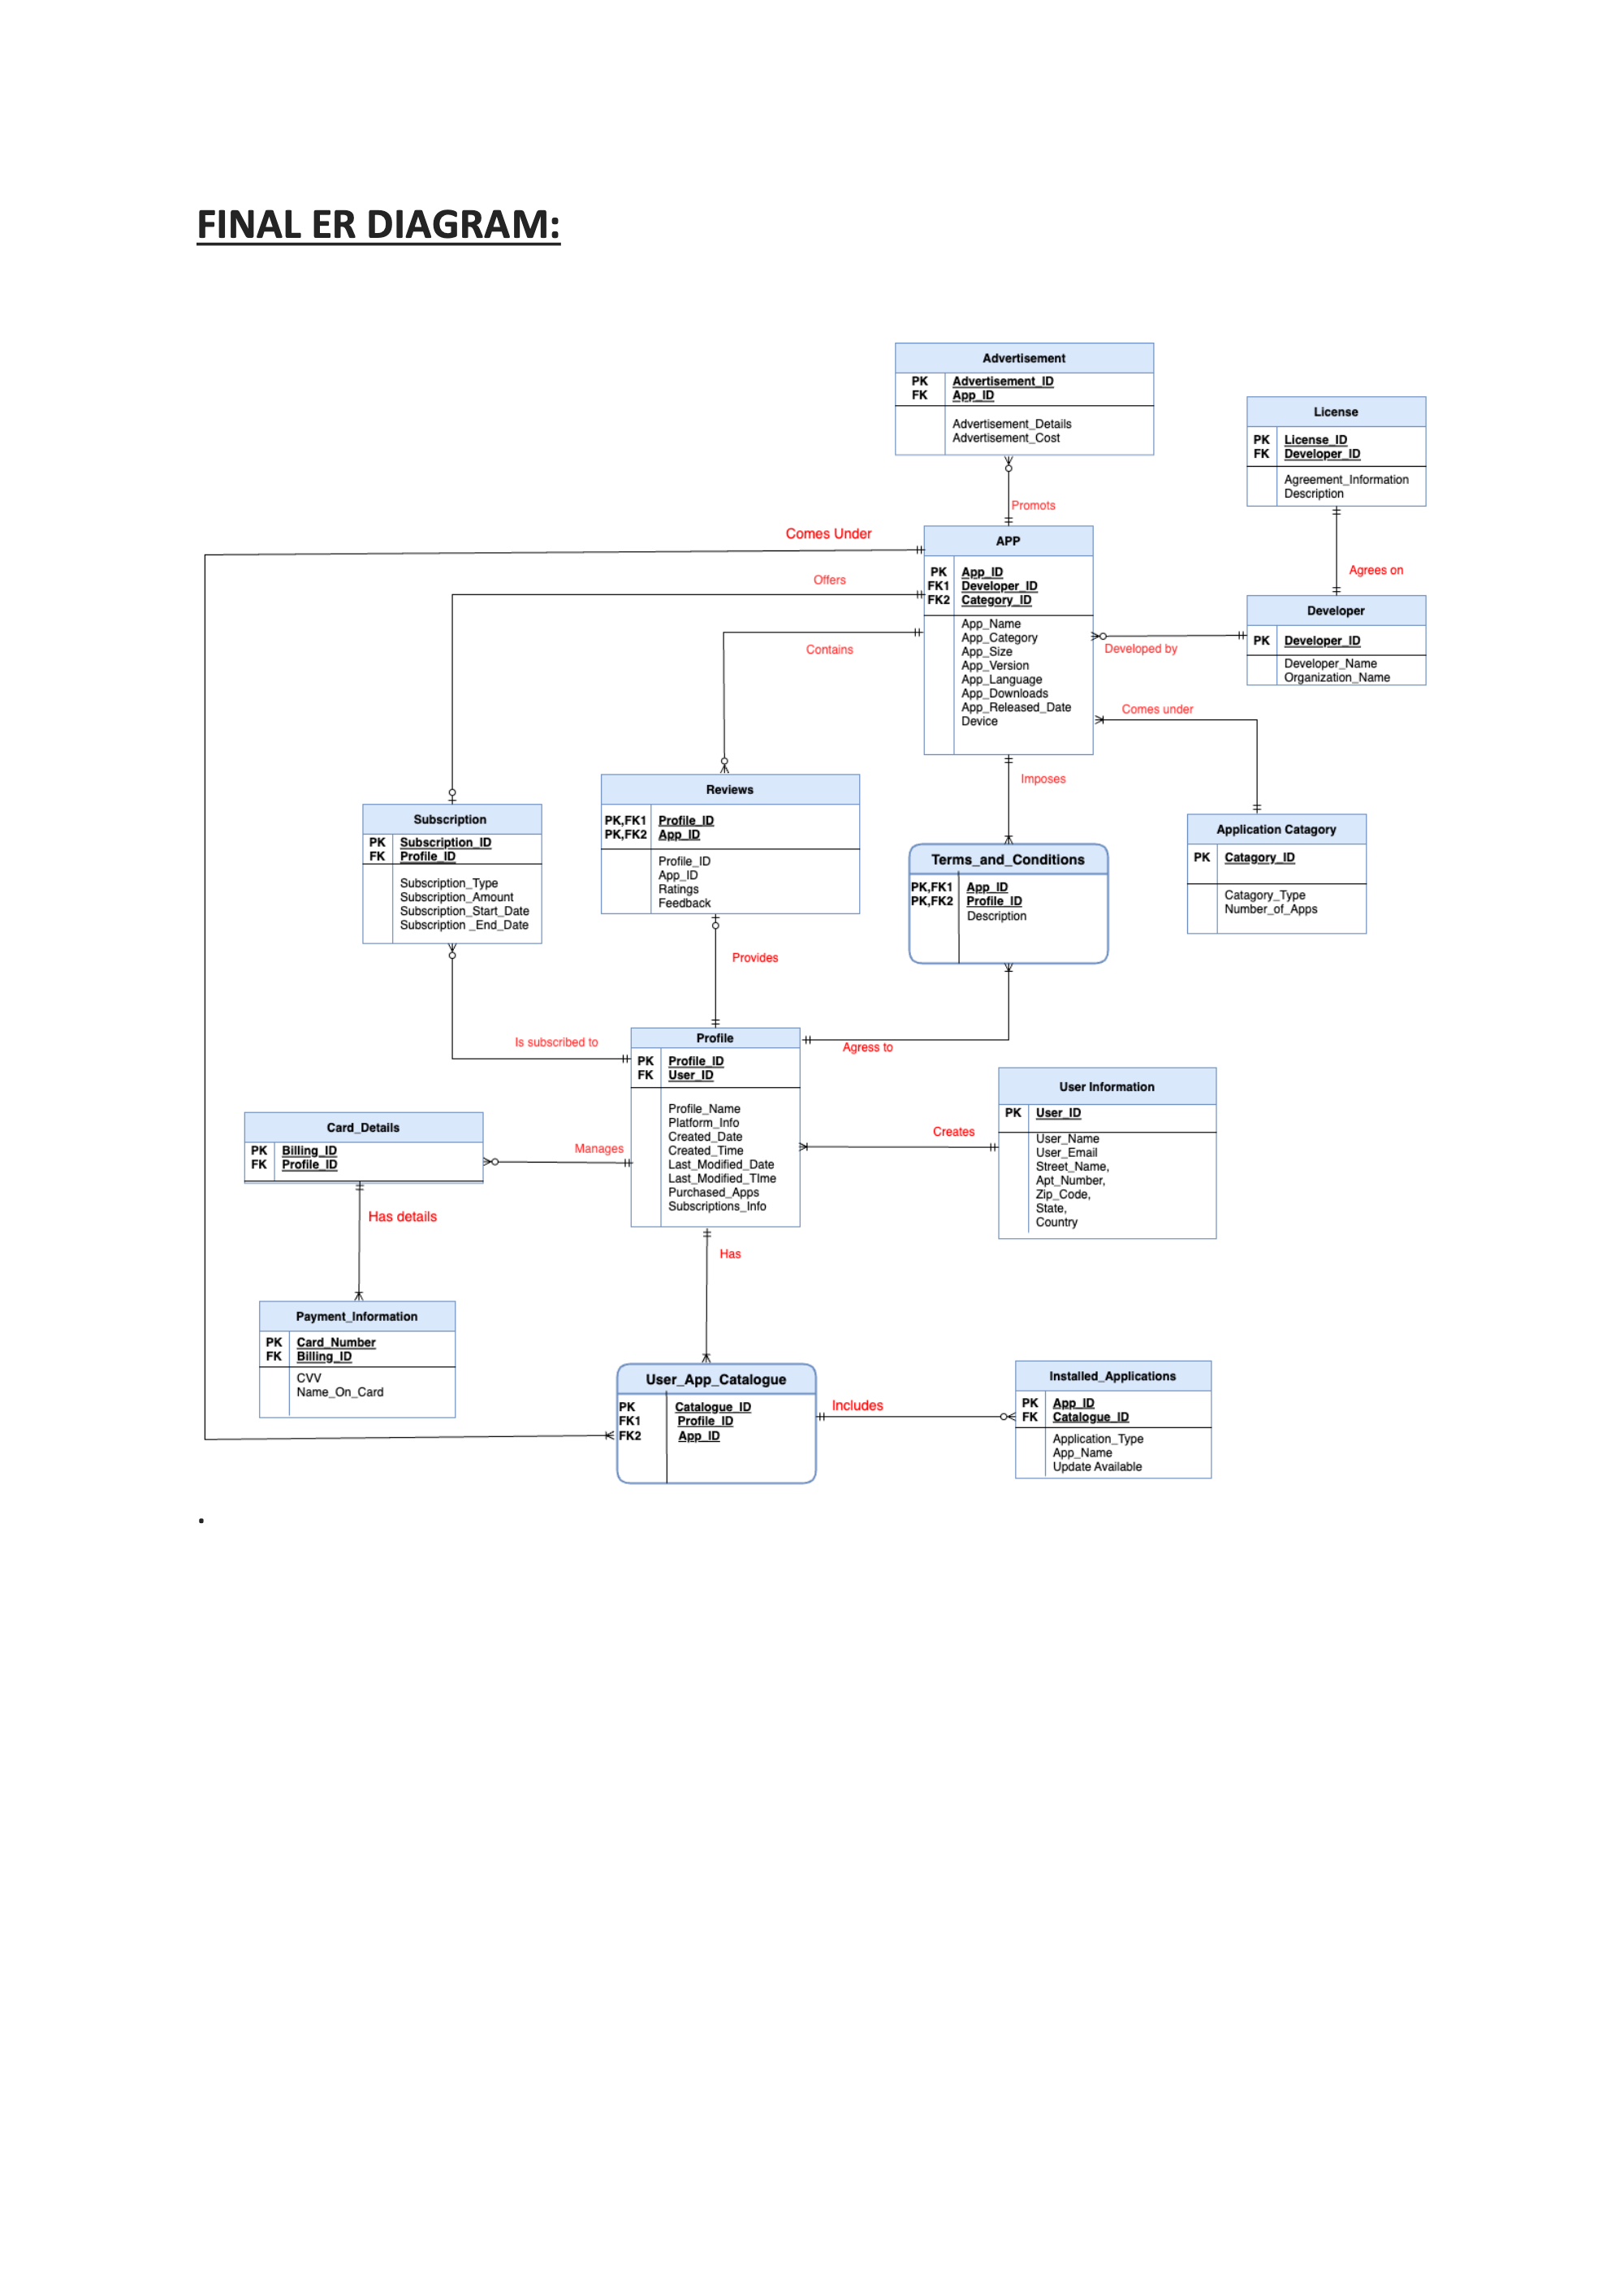 FINAL ER DIAGRAM:
Advertisement
PK Advertisement_ID
FK App_ID
Advertisement_Details
Advertisement_Cost
License
PK License_ID
FK Developer_ID
Agreement_Information
Description
Promots
Comes Under
APP
PK App_ID
FK1 Developer_ID
FK2 Category_ID
App_Name
App_Category
App_Size
App_Version
App_Language
App_Downloads
App_Released_Date
Device
Offers
Contains
Agrees on
Developer
PK Developer_ID
Developer_Name
Organization_Name
Developed by
Comes under
Imposes
Reviews
PK,FK1 Profile_ID
PK,FK2 App_ID
Profile_ID
App_ID
Ratings
Feedback
Subscription
PK Subscription_ID
FK Profile_ID
Subscription_Type
Subscription_Amount
Subscription_Start_Date
Subscription _End_Date
Application Catagory
PK Catagory_ID
Catagory_Type
Number_of_Apps
Terms_and_Conditions
PK,FK1 App_ID
PK,FK2 Profile_ID
Description
Provides
Is subscribed to
Agress to
Profile
PK Profile_ID
FK User_ID
Profile_Name
Platform_Info
Created_Date
Created_Time
Last_Modified_Date
Last_Modified_TIme
Purchased_Apps
Subscriptions_Info
User Information
PK User_ID
User_Name
User_Email
Street_Name,
Apt_Number,
Zip_Code,
State,
Country
Creates
Card_Details
PK Billing_ID
FK Profile_ID
Manages
Has details
Has
Payment_Information
PK Card_Number
FK Billing_ID
CVV
Name_On_Card
User_App_Catalogue
PK Catalogue_ID
FK1 Profile_ID
FK2 App_ID
Includes
Installed_Applications
PK App_ID
FK Catalogue_ID
Application_Type
App_Name
Update Available
.